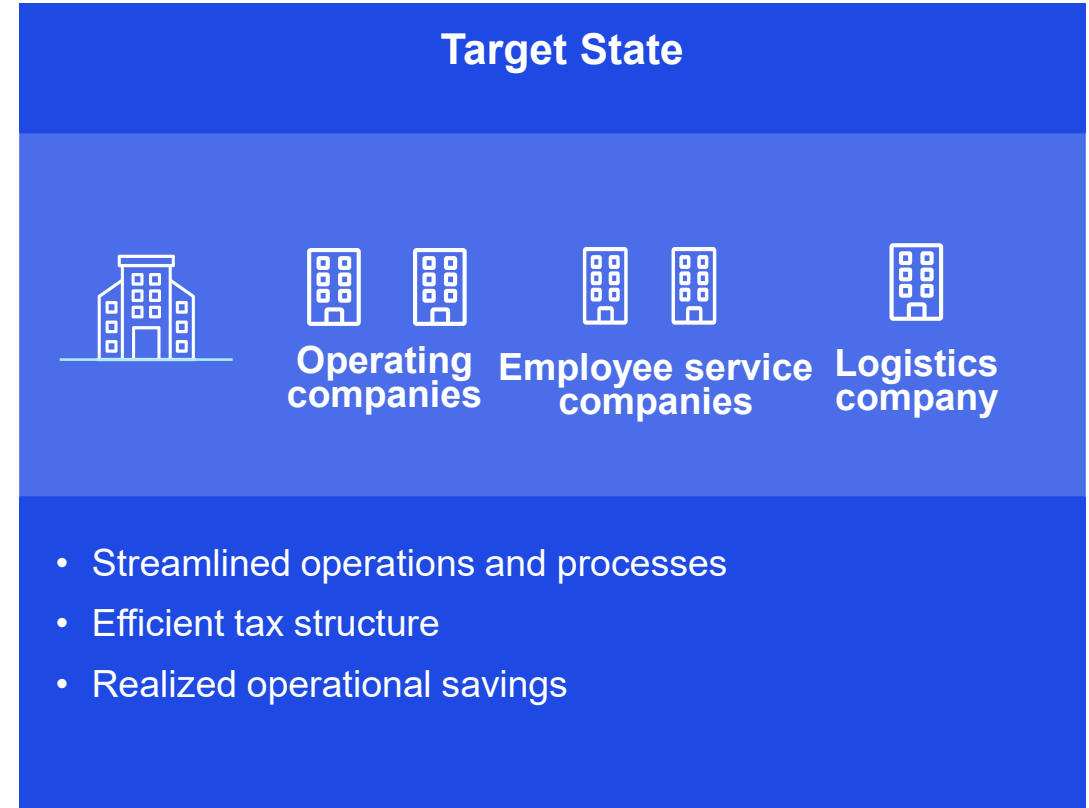 Target State
Operating
companies
Employee service
companies
Logistics
company
• Streamlined operations and processes
• Efficient tax structure
• Realized operational savings